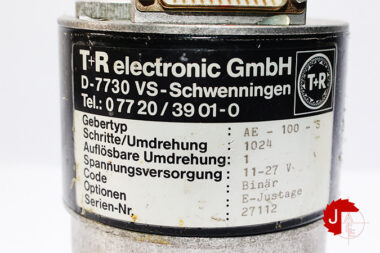 T+R electronic GmbH
D-7730 VS-Schwenningen
Tel.: 0 77 20/39 01-0
T+R
Gebertyp : AE - 100 - S
Schritte/Umdrehung : 1024
Auflösbare Umdrehung: 1
Spannungsversorgung : 11-27 V
Code : Binär
Optionen : E-Justage
Serien-Nr. : 27112